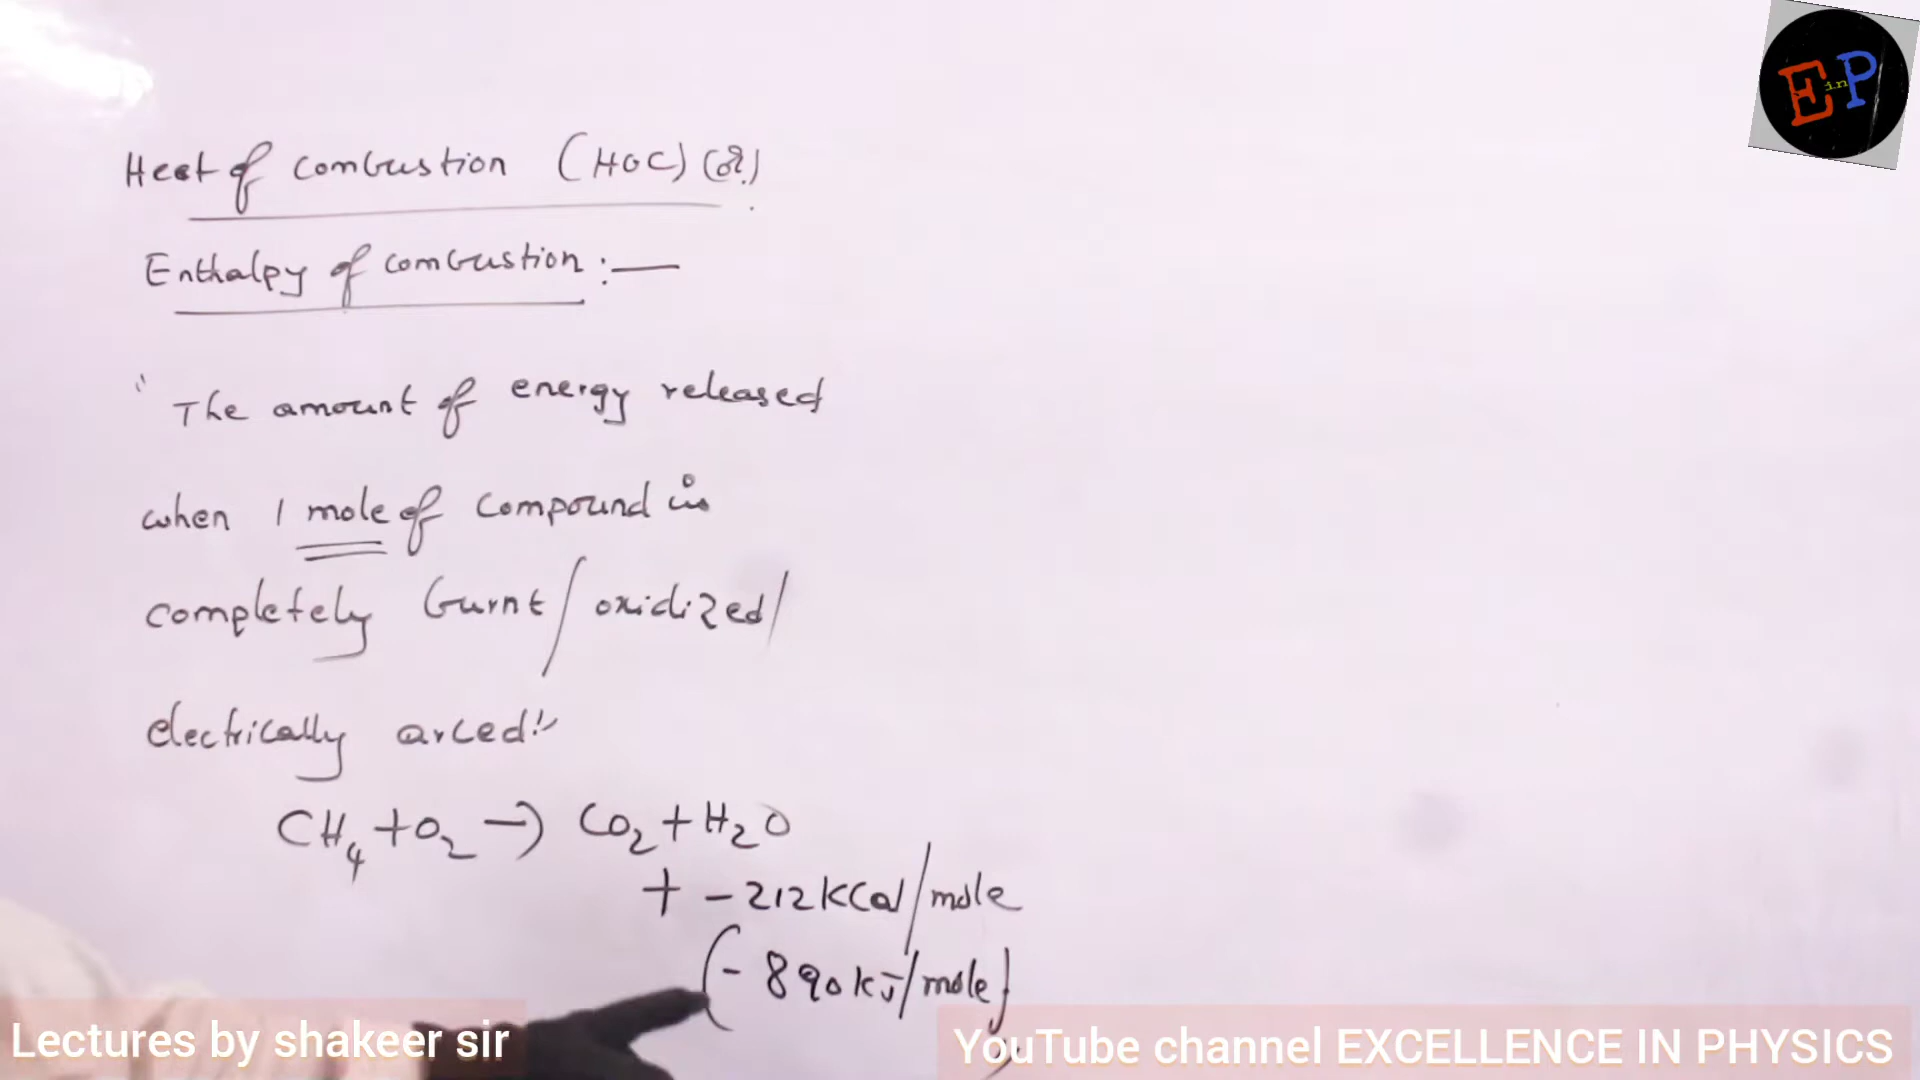 E in P
Heat of combustion (HOC) (or)
Enthalpy of combustion :—
"The amount of energy released
when 1 mole of compound is
completely burnt/oxidized/
electrically arced"
CH₄+O₂ → CO₂+H₂O
+ -212 kcal/mole
(-890 kJ/mole)
Lectures by shakeer sir
YouTube channel EXCELLENCE IN PHYSICS